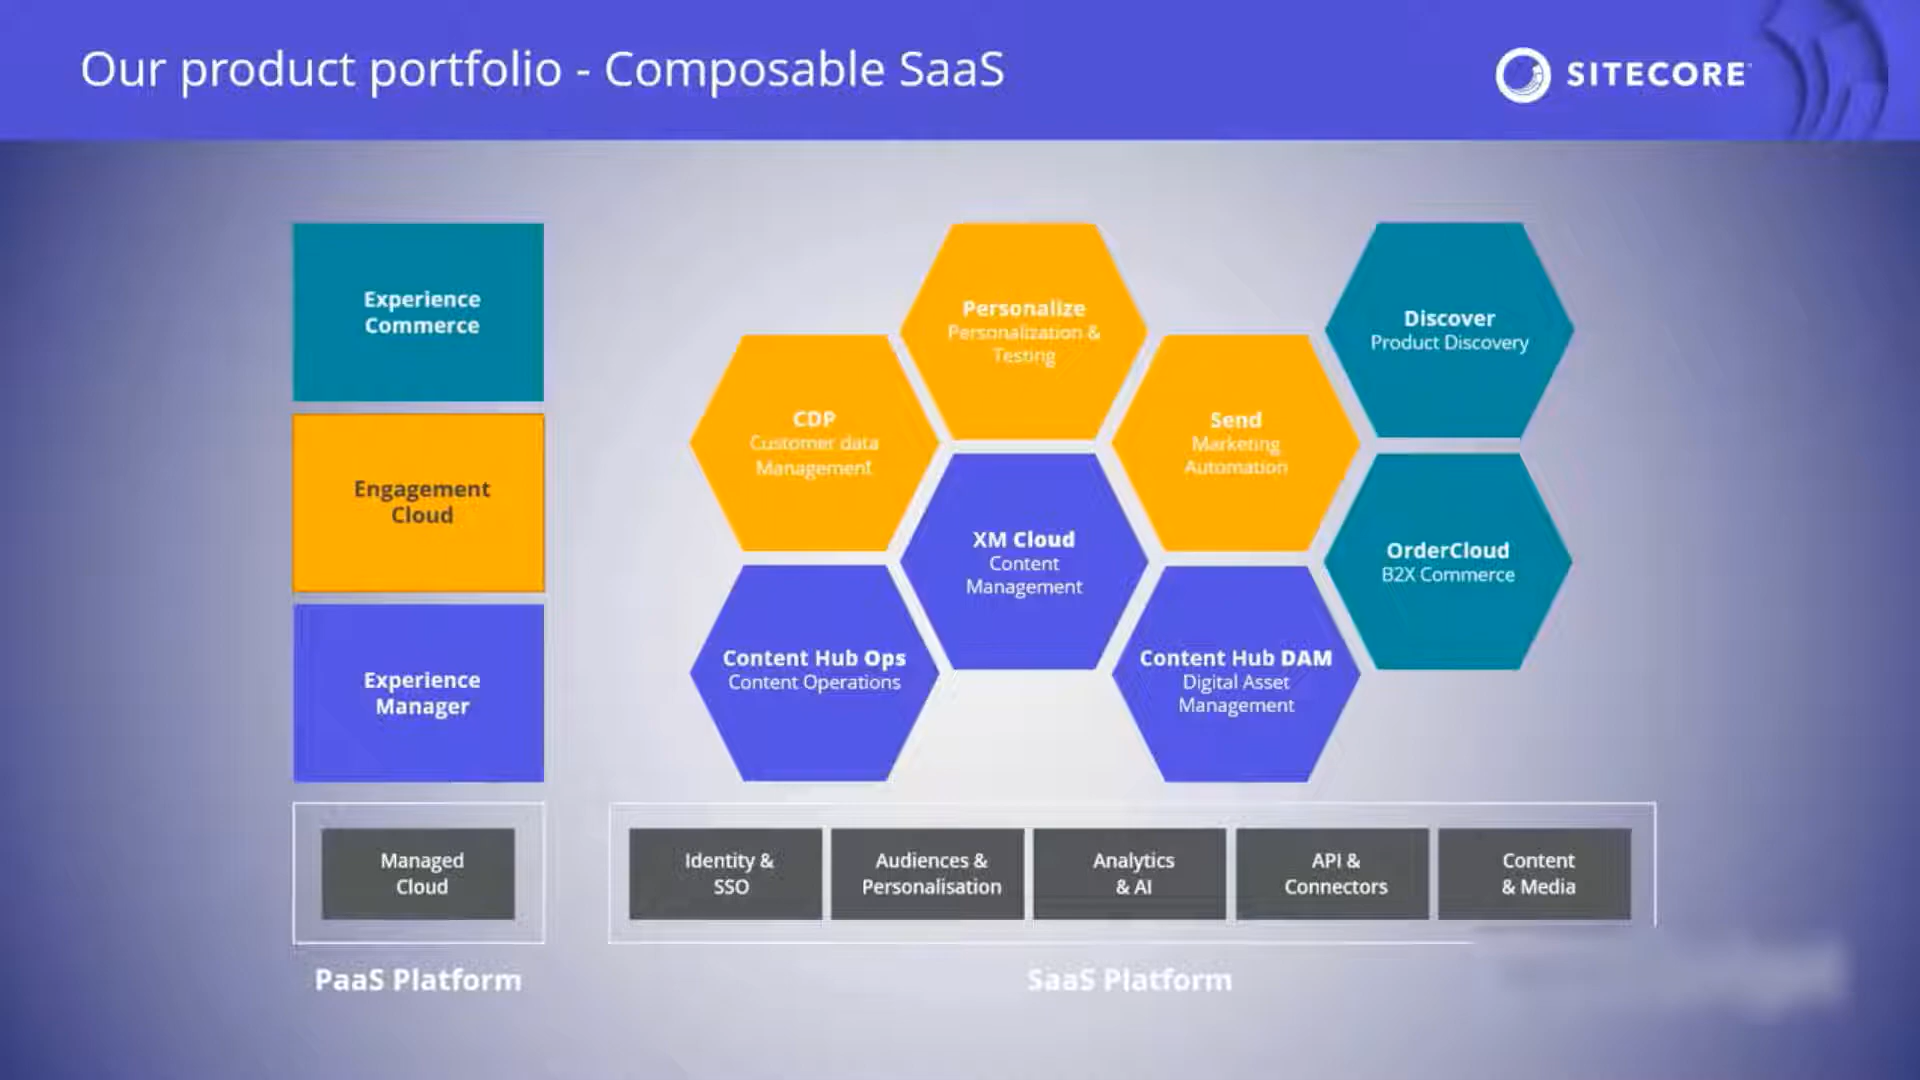 Our product portfolio - Composable SaaS
SITECORE
Experience
Commerce
Engagement
Cloud
Experience
Manager
Managed
Cloud
PaaS Platform
Personalize
Personalization &
Testing
Discover
Product Discovery
CDP
Customer data
Management
Send
Marketing
Automation
XM Cloud
Content
Management
OrderCloud
B2X Commerce
Content Hub Ops
Content Operations
Content Hub DAM
Digital Asset
Management
Identity &
SSO
Audiences &
Personalisation
Analytics
& AI
API &
Connectors
Content
& Media
SaaS Platform